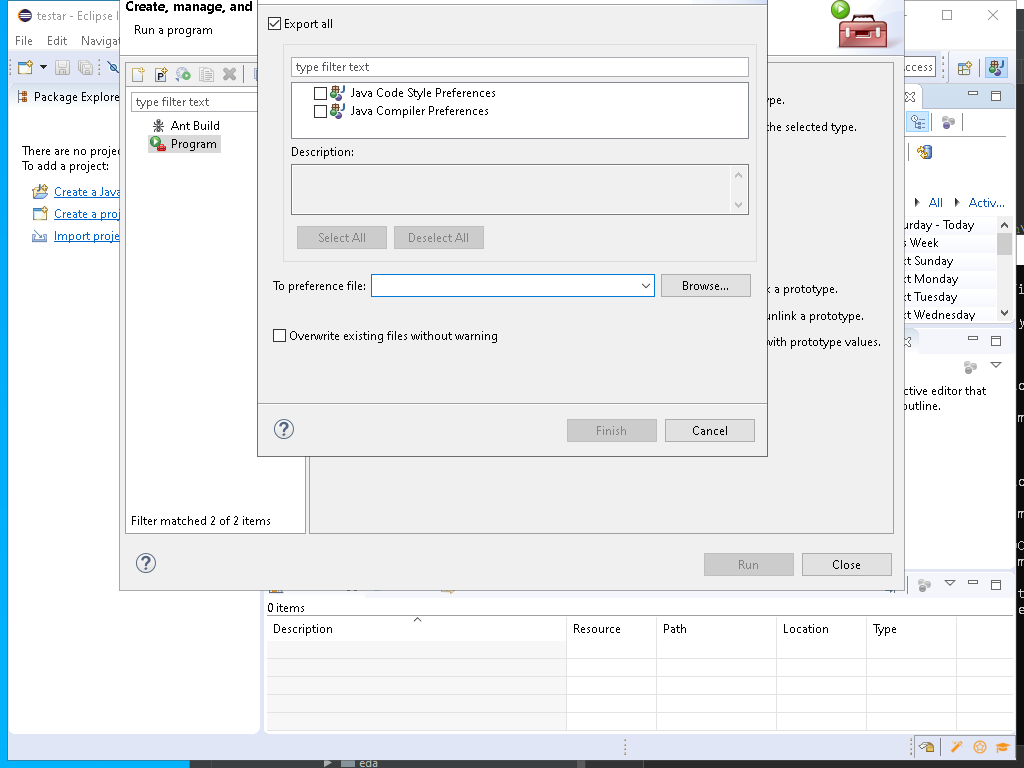 testar - Eclipse I
File Edit Navigat
Create, manage, and
Run a program
Export all
type filter text
Java Code Style Preferences
Java Compiler Preferences
Description:
Select All Deselect All
To preference file: Browse...
Overwrite existing files without warning
Finish Cancel
Package Explore
There are no projec
To add a project:
Create a Java
Create a proj
Import proje
type filter text
Ant Build
Program
Filter matched 2 of 2 items
ype.
he selected type.
k a prototype.
unlink a prototype.
with prototype values.
Run Close
ccess
All Activ...
urday - Today
s Week
xt Sunday
xt Monday
xt Tuesday
xt Wednesday
ctive editor that
outline.
0 items
Description Resource Path Location Type
eda